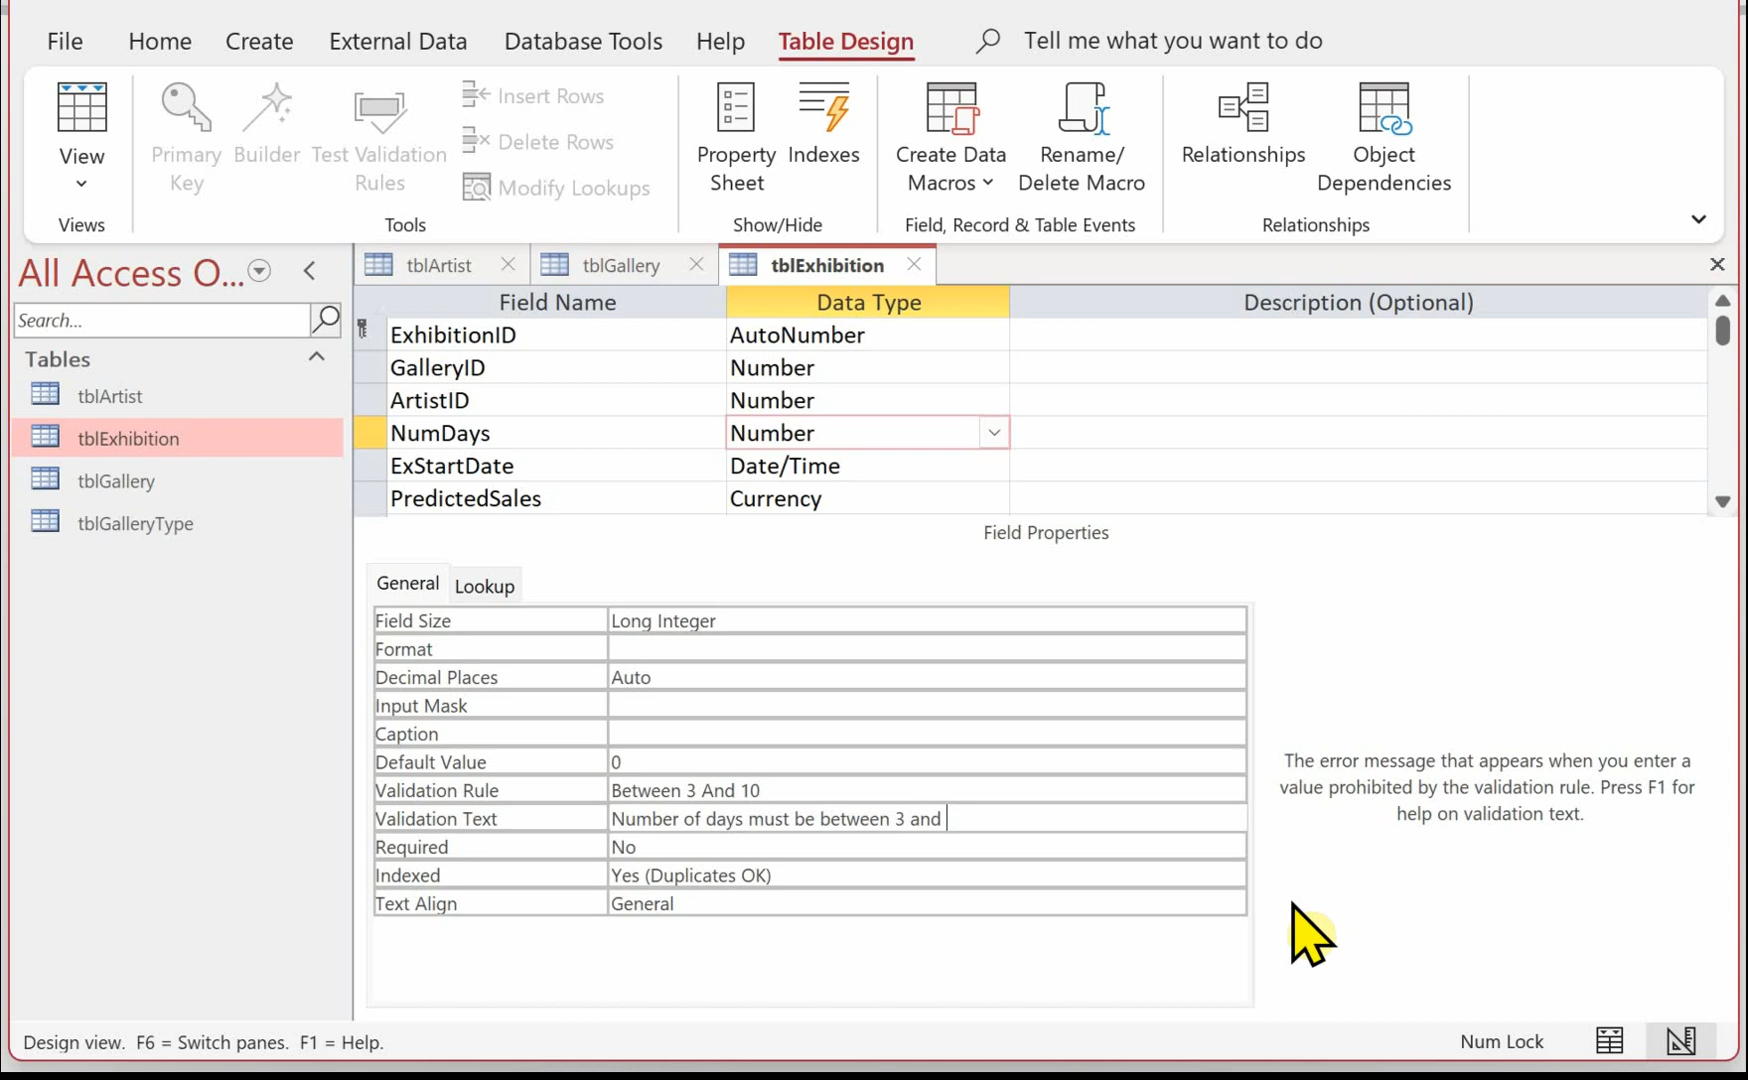 File Home Create External Data Database Tools Help Table Design Tell me what you want to do
View
Primary
Key
Builder
Test Validation
Rules
Insert Rows
Delete Rows
Modify Lookups
Property
Sheet
Indexes
Create Data
Macros
Rename/
Delete Macro
Relationships
Object
Dependencies
Views Tools Show/Hide Field, Record & Table Events Relationships
All Access O...
Search...
Tables
tblArtist
tblExhibition
tblGallery
tblGalleryType
tblArtist tblGallery tblExhibition
Field Name Data Type Description (Optional)
ExhibitionID AutoNumber
GalleryID Number
ArtistID Number
NumDays Number
ExStartDate Date/Time
PredictedSales Currency
Field Properties
General Lookup
Field Size Long Integer
Format
Decimal Places Auto
Input Mask
Caption
Default Value 0
Validation Rule Between 3 And 10
Validation Text Number of days must be between 3 and
Required No
Indexed Yes (Duplicates OK)
Text Align General
The error message that appears when you enter a
value prohibited by the validation rule. Press F1 for
help on validation text.
Design view. F6 = Switch panes. F1 = Help. Num Lock